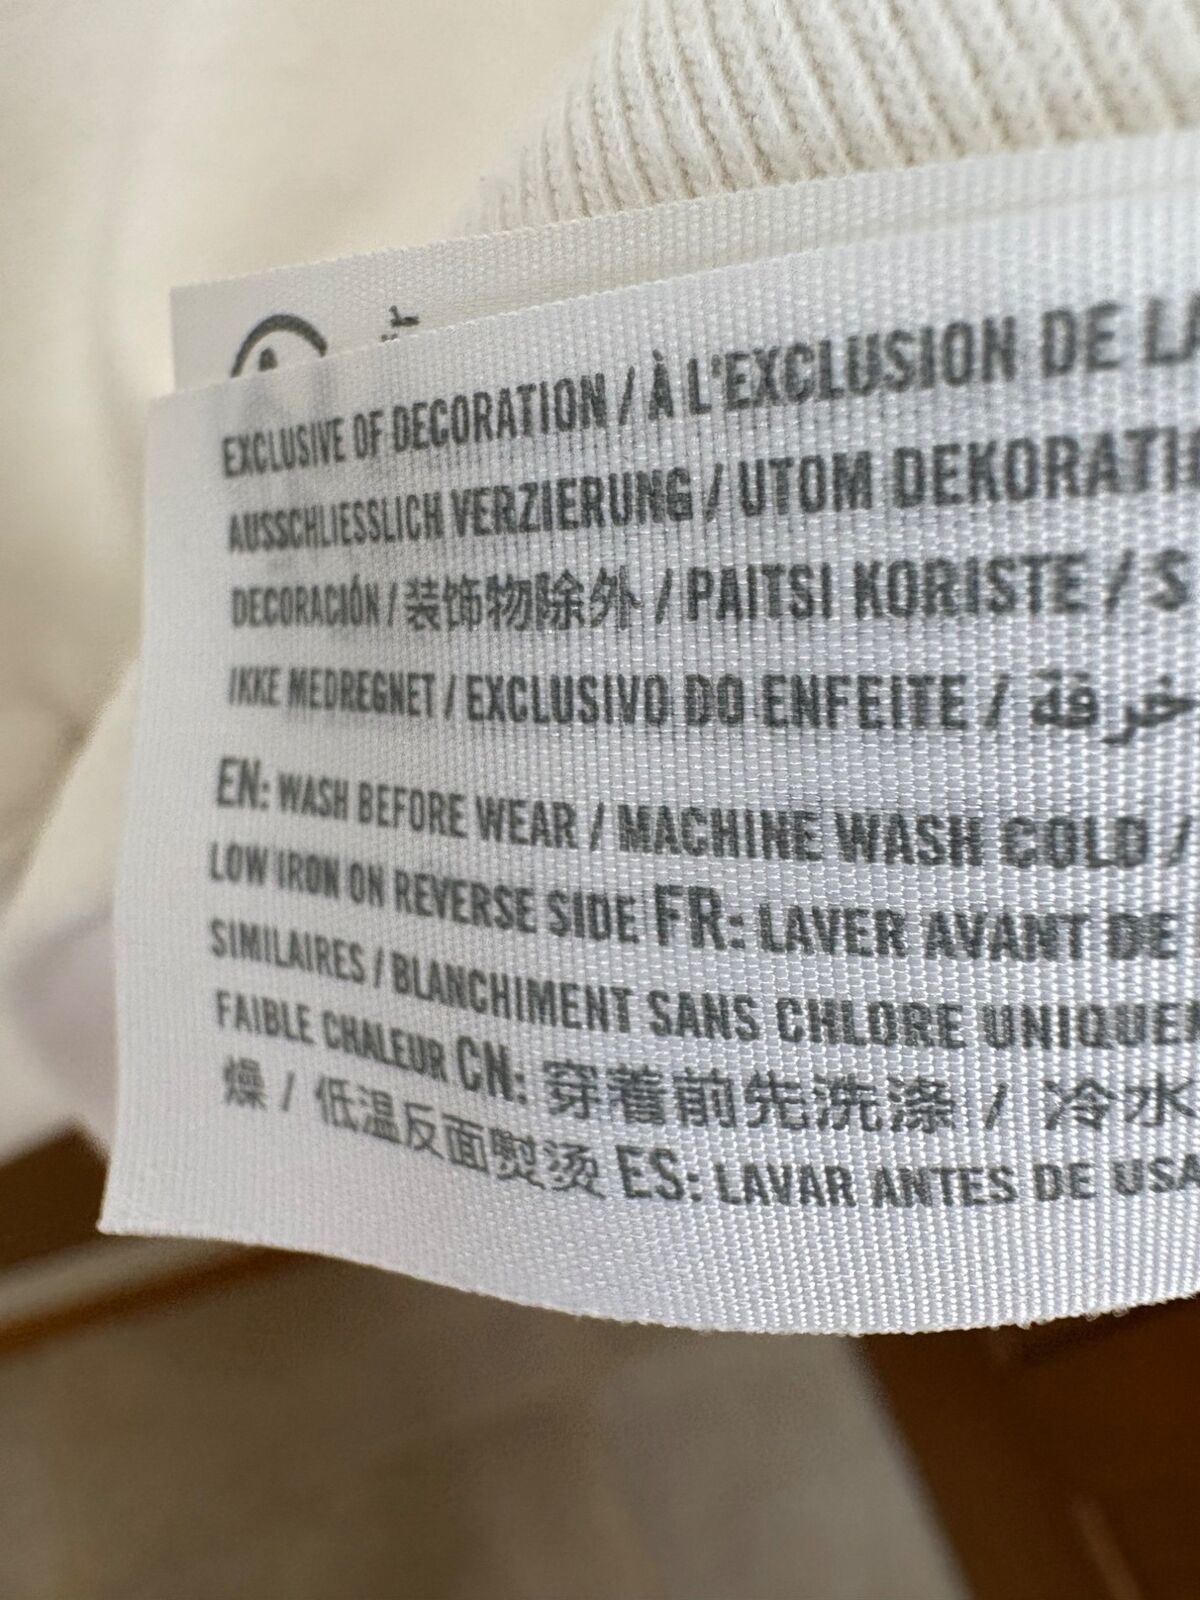 EXCLUSIVE OF DECORATION / À L'EXCLUSION DE LA
AUSSCHLIESSLICH VERZIERUNG / UTOM DEKORATI
DECORACIÓN / 装饰物除外 / PAITSI KORISTE / S
IKKE MEDREGNET / EXCLUSIVO DO ENFEITE /
EN: WASH BEFORE WEAR / MACHINE WASH COLD /
LOW IRON ON REVERSE SIDE FR: LAVER AVANT DE
SIMILAIRES / BLANCHIMENT SANS CHLORE UNIQUE
FAIBLE CHALEUR CN: 穿着前先洗涤 / 冷水
燥 / 低温反面熨烫 ES: LAVAR ANTES DE USA